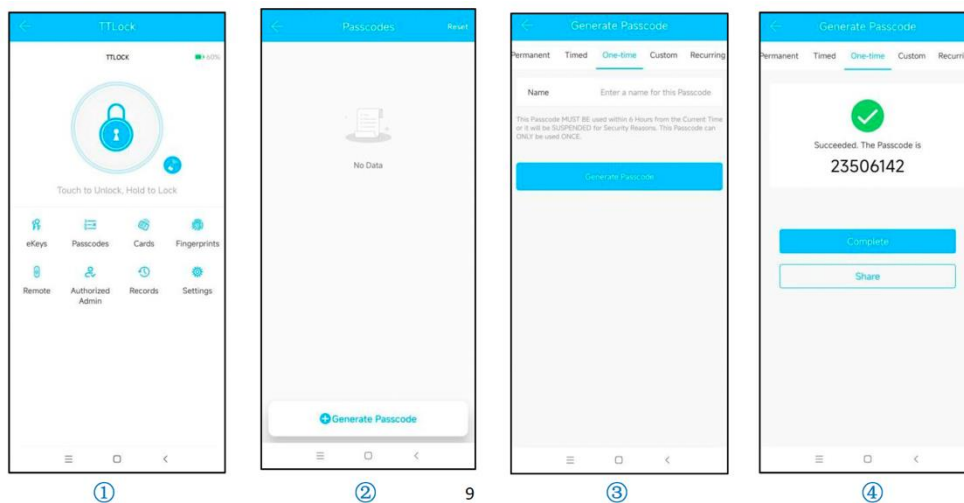 TTLock
TTLOCK
60%
Touch to Unlock, Hold to Lock
eKeys Passcodes Cards Fingerprints
Remote Authorized Admin Records Settings
①
Passcodes Reset
No Data
Generate Passcode
②
9
Generate Passcode
Permanent Timed One-time Custom Recurring
Name Enter a name for this Passcode
This Passcode MUST BE used within 6 Hours from the Current Time
or it will be SUSPENDED for Security Reasons. This Passcode can
ONLY be used ONCE.
Generate Passcode
③
Generate Passcode
Permanent Timed One-time Custom Recurri
Succeeded. The Passcode is
23506142
Complete
Share
④